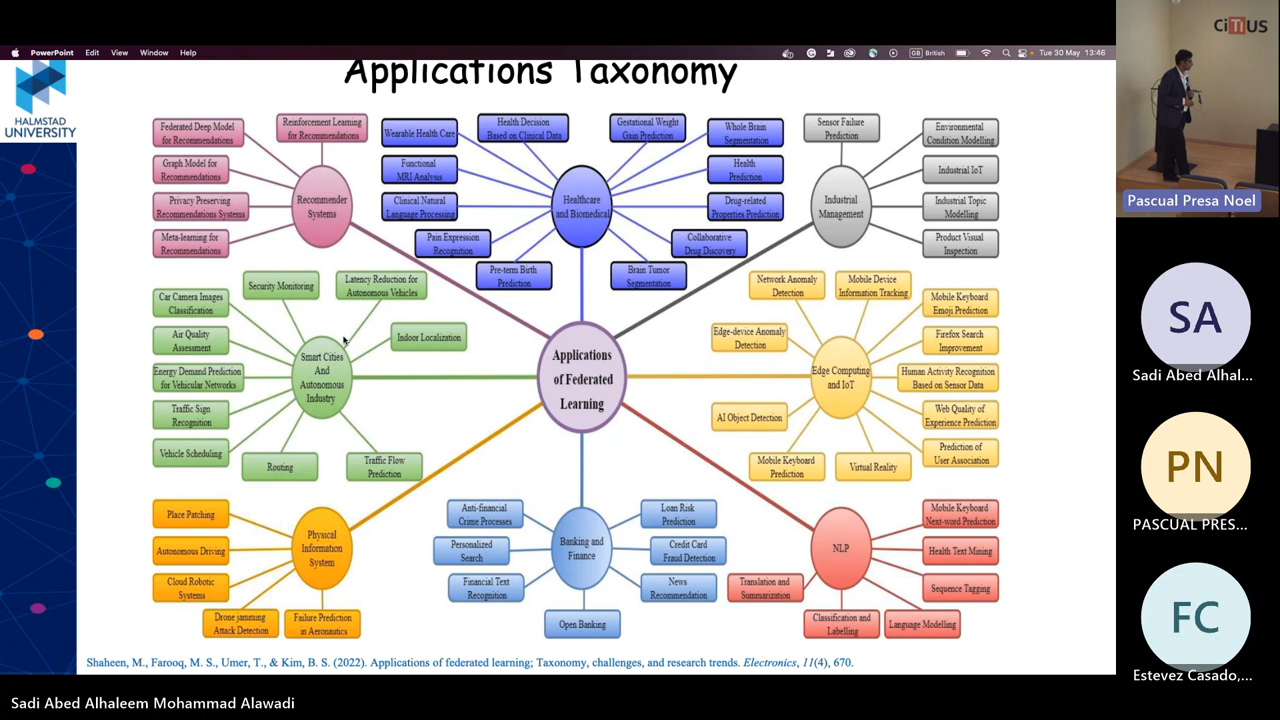 PowerPoint Edit View Window Help
British Tue 30 May 13:46
HALMSTAD
UNIVERSITY
Applications Taxonomy
Federated Deep Model
for Recommendations
Reinforcement Learning
for Recommendations
Graph Model for
Recommendations
Privacy Preserving
Recommendations Systems
Meta-learning for
Recommendations
Recommender
Systems
Wearable Health Care
Health Decision
Based on Clinical Data
Gestational Weight
Gain Prediction
Whole Brain
Segmentation
Functional
MRI Analysis
Health
Prediction
Clinical Natural
Language Processing
Drug-related
Properties Prediction
Pain Expression
Recognition
Collaborative
Drug Discovery
Pre-term Birth
Prediction
Brain Tumor
Segmentation
Healthcare
and Biomedical
Sensor Failure
Prediction
Environmental
Condition Modelling
Industrial IoT
Industrial Topic
Modelling
Product Visual
Inspection
Industrial
Management
Security Monitoring
Latency Reduction for
Autonomous Vehicles
Car Camera Images
Classification
Air Quality
Assessment
Indoor Localization
Energy Demand Prediction
for Vehicular Networks
Traffic Sign
Recognition
Vehicle Scheduling
Routing
Traffic Flow
Prediction
Smart Cities
And
Autonomous
Industry
Applications
of Federated
Learning
Network Anomaly
Detection
Mobile Device
Information Tracking
Mobile Keyboard
Emoji Prediction
Edge-device Anomaly
Detection
Firefox Search
Improvement
Human Activity Recognition
Based on Sensor Data
AI Object Detection
Web Quality of
Experience Prediction
Mobile Keyboard
Prediction
Virtual Reality
Prediction of
User Association
Edge Computing
and IoT
Place Patching
Autonomous Driving
Cloud Robotic
Systems
Drone jamming
Attack Detection
Failure Prediction
in Aeronautics
Physical
Information
System
Anti-financial
Crime Processes
Loan Risk
Prediction
Personalized
Search
Credit Card
Fraud Detection
Financial Text
Recognition
News
Recommendation
Open Banking
Banking and
Finance
Mobile Keyboard
Next-word Prediction
Health Text Mining
Translation and
Summarization
Sequence Tagging
Classification and
Labelling
Language Modelling
NLP
Shaheen, M., Farooq, M. S., Umer, T., & Kim, B. S. (2022). Applications of federated learning; Taxonomy, challenges, and research trends. Electronics, 11(4), 670.
Sadi Abed Alhaleem Mohammad Alawadi
CiTIUS
Pascual Presa Noel
SA
Sadi Abed Alhal...
PN
PASCUAL PRES...
FC
Estevez Casado,...